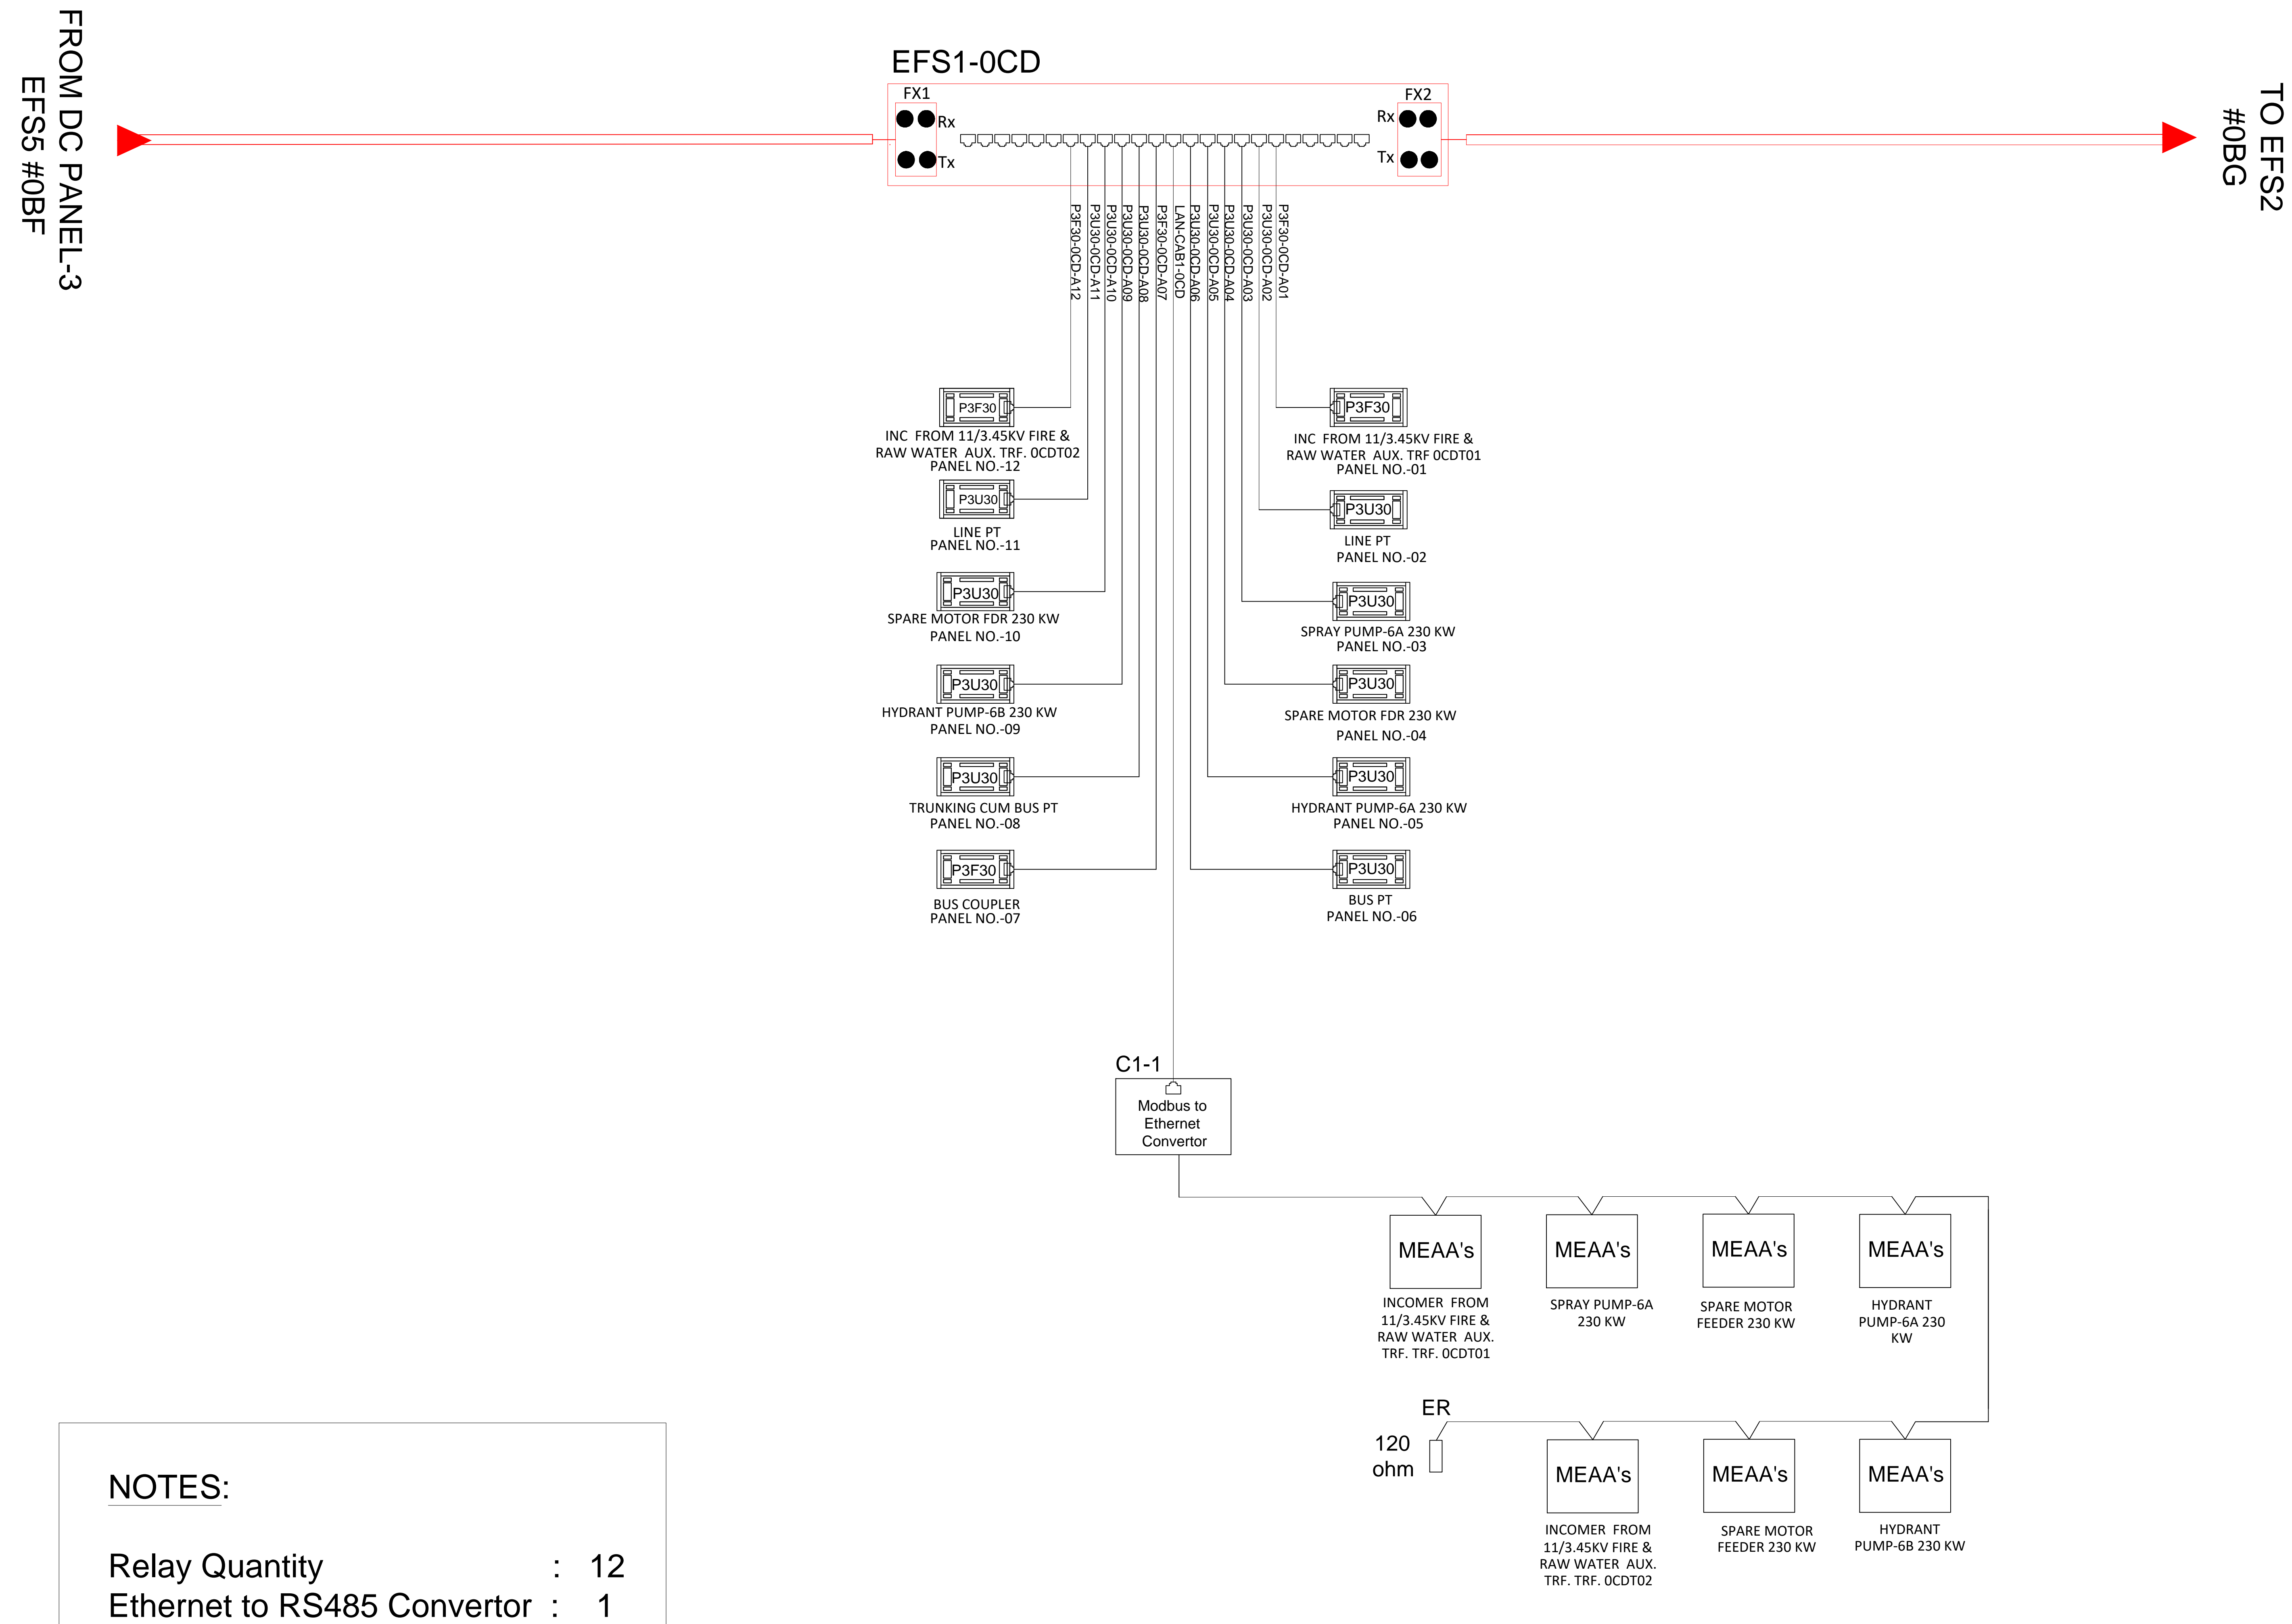 FROM DC PANEL-3
EFS5 #0BF
EFS1-0CD
FX1
Rx
Tx
FX2
Rx
Tx
TO EFS2
#0BG
P3F30-0CD-A12
P3U30-0CD-A11
P3U30-0CD-A10
P3U30-0CD-A09
P3U30-0CD-A08
P3F30-0CD-A07
LAN-CAB1-0CD
P3U30-0CD-A06
P3U30-0CD-A05
P3U30-0CD-A04
P3U30-0CD-A03
P3U30-0CD-A02
P3F30-0CD-A01
P3F30
INC FROM 11/3.45KV FIRE &
RAW WATER AUX. TRF. 0CDT02
PANEL NO.-12
P3U30
LINE PT
PANEL NO.-11
P3U30
SPARE MOTOR FDR 230 KW
PANEL NO.-10
P3U30
HYDRANT PUMP-6B 230 KW
PANEL NO.-09
P3U30
TRUNKING CUM BUS PT
PANEL NO.-08
P3F30
BUS COUPLER
PANEL NO.-07
P3F30
INC FROM 11/3.45KV FIRE &
RAW WATER AUX. TRF 0CDT01
PANEL NO.-01
P3U30
LINE PT
PANEL NO.-02
P3U30
SPRAY PUMP-6A 230 KW
PANEL NO.-03
P3U30
SPARE MOTOR FDR 230 KW
PANEL NO.-04
P3U30
HYDRANT PUMP-6A 230 KW
PANEL NO.-05
P3U30
BUS PT
PANEL NO.-06
C1-1
Modbus to
Ethernet
Convertor
MEAA's
INCOMER FROM
11/3.45KV FIRE &
RAW WATER AUX.
TRF. TRF. 0CDT01
MEAA's
SPRAY PUMP-6A
230 KW
MEAA's
SPARE MOTOR
FEEDER 230 KW
MEAA's
HYDRANT
PUMP-6A 230
KW
ER
120
ohm
MEAA's
INCOMER FROM
11/3.45KV FIRE &
RAW WATER AUX.
TRF. TRF. 0CDT02
MEAA's
SPARE MOTOR
FEEDER 230 KW
MEAA's
HYDRANT
PUMP-6B 230 KW
NOTES:
Relay Quantity : 12
Ethernet to RS485 Convertor : 1